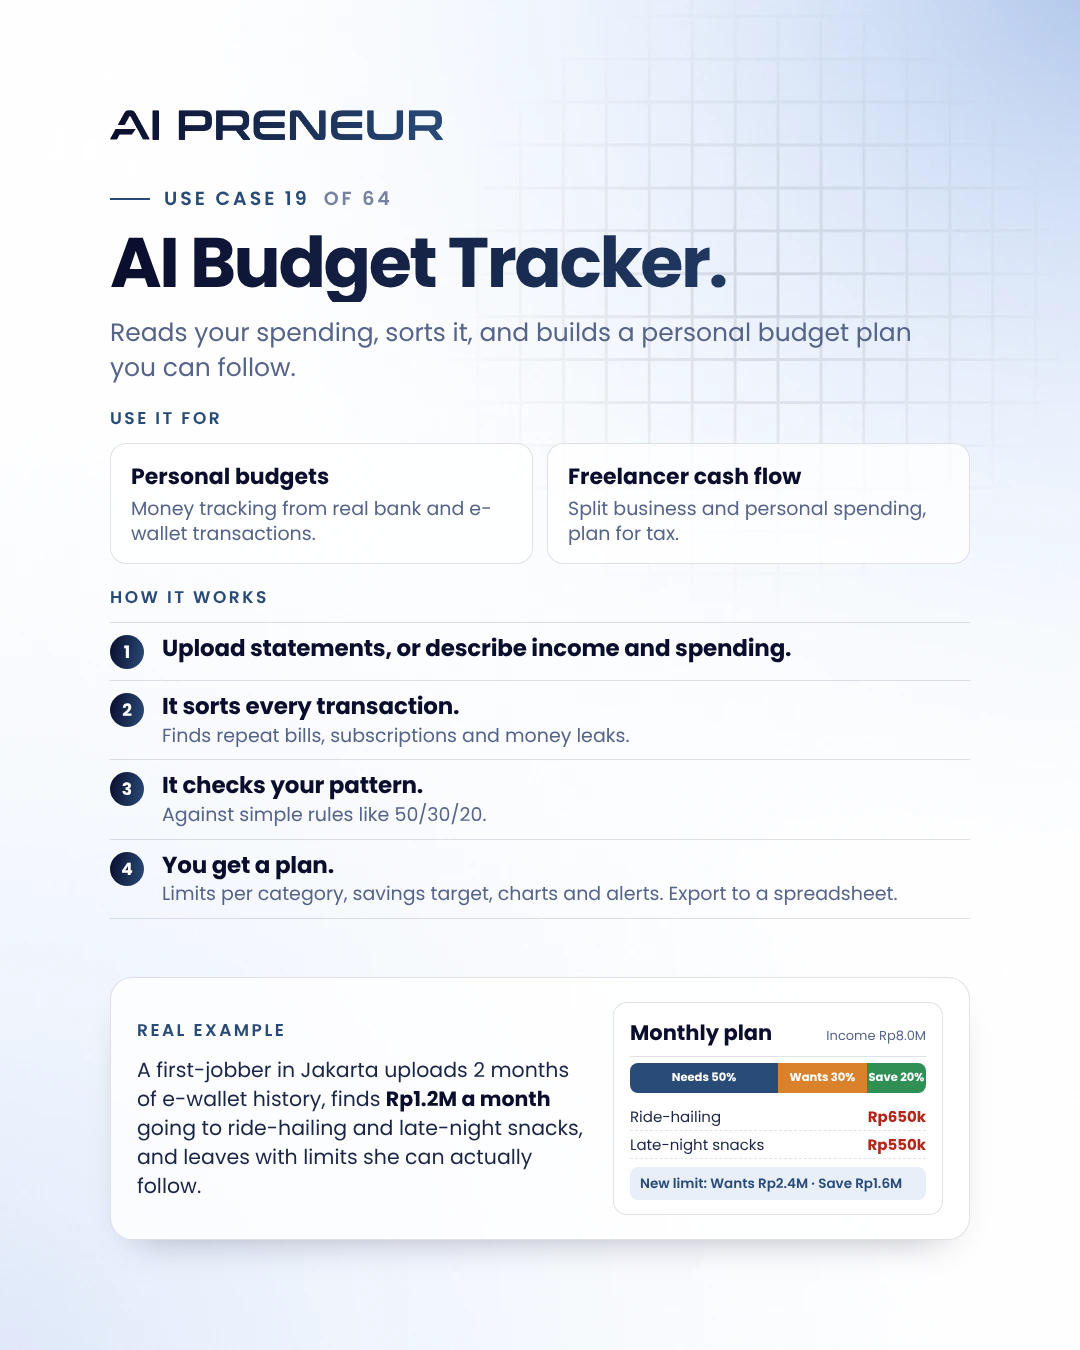 AI PRENEUR
USE CASE 19 OF 64
AI Budget Tracker.
Reads your spending, sorts it, and builds a personal budget plan
you can follow.
USE IT FOR
Personal budgets
Money tracking from real bank and e-
wallet transactions.
Freelancer cash flow
Split business and personal spending,
plan for tax.
HOW IT WORKS
1 Upload statements, or describe income and spending.
2 It sorts every transaction.
Finds repeat bills, subscriptions and money leaks.
3 It checks your pattern.
Against simple rules like 50/30/20.
4 You get a plan.
Limits per category, savings target, charts and alerts. Export to a spreadsheet.
REAL EXAMPLE
A first-jobber in Jakarta uploads 2 months
of e-wallet history, finds Rp1.2M a month
going to ride-hailing and late-night snacks,
and leaves with limits she can actually
follow.
Monthly plan Income Rp8.0M
Needs 50% Wants 30% Save 20%
Ride-hailing Rp650k
Late-night snacks Rp550k
New limit: Wants Rp2.4M · Save Rp1.6M